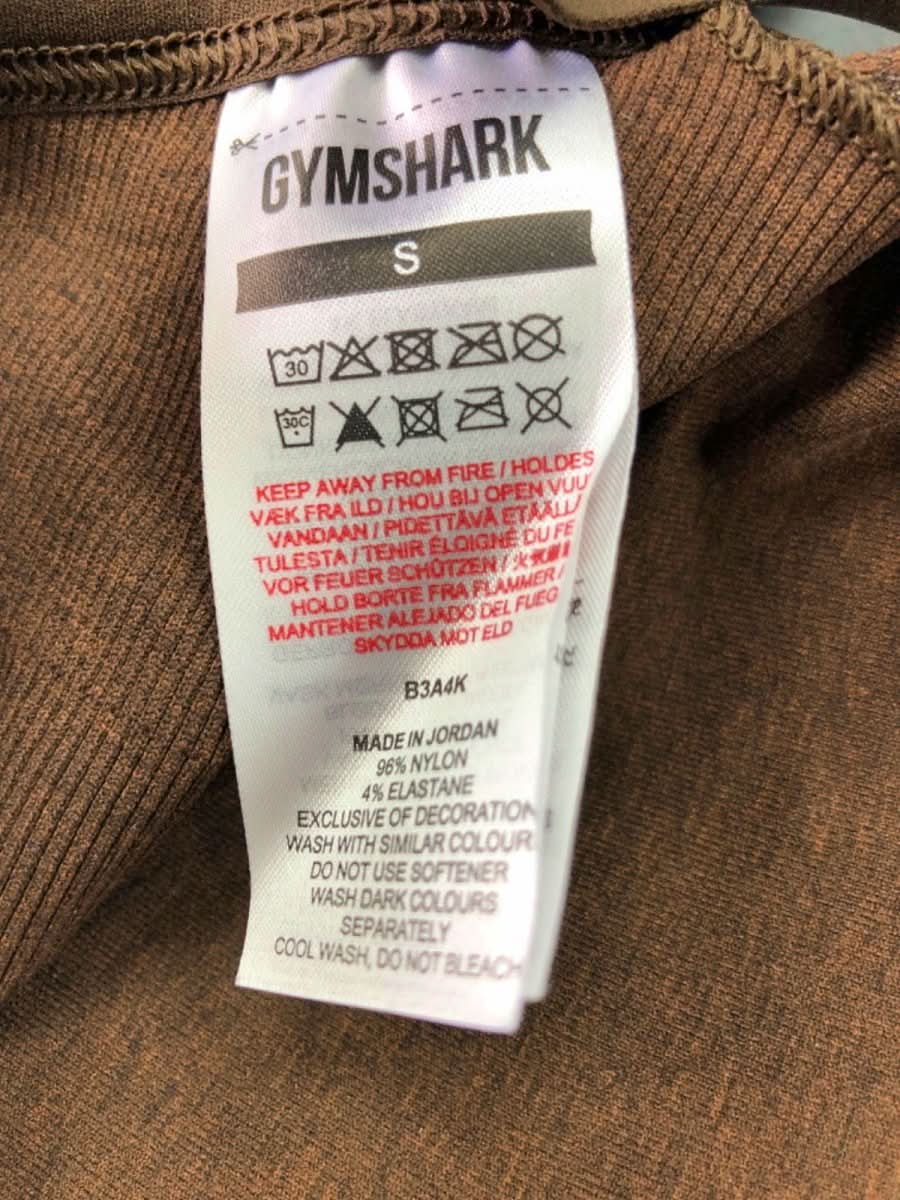 GYMSHARK
S
30
30C
KEEP AWAY FROM FIRE / HOLDES
VÆK FRA ILD / HOU BIJ OPEN VUU
VANDAAN / PIDETTÄVÄ ETÄÄLLÄ
TULESTA / TENIR ÉLOIGNÉ DU FE
VOR FEUER SCHÜTZEN /
HOLD BORTE FRA FLAMMER /
MANTENER ALEJADO DEL FUEG
SKYDDA MOT ELD
B3A4K
MADE IN JORDAN
96% NYLON
4% ELASTANE
EXCLUSIVE OF DECORATION
WASH WITH SIMILAR COLOUR
DO NOT USE SOFTENER
WASH DARK COLOURS
SEPARATELY
COOL WASH, DO NOT BLEACH